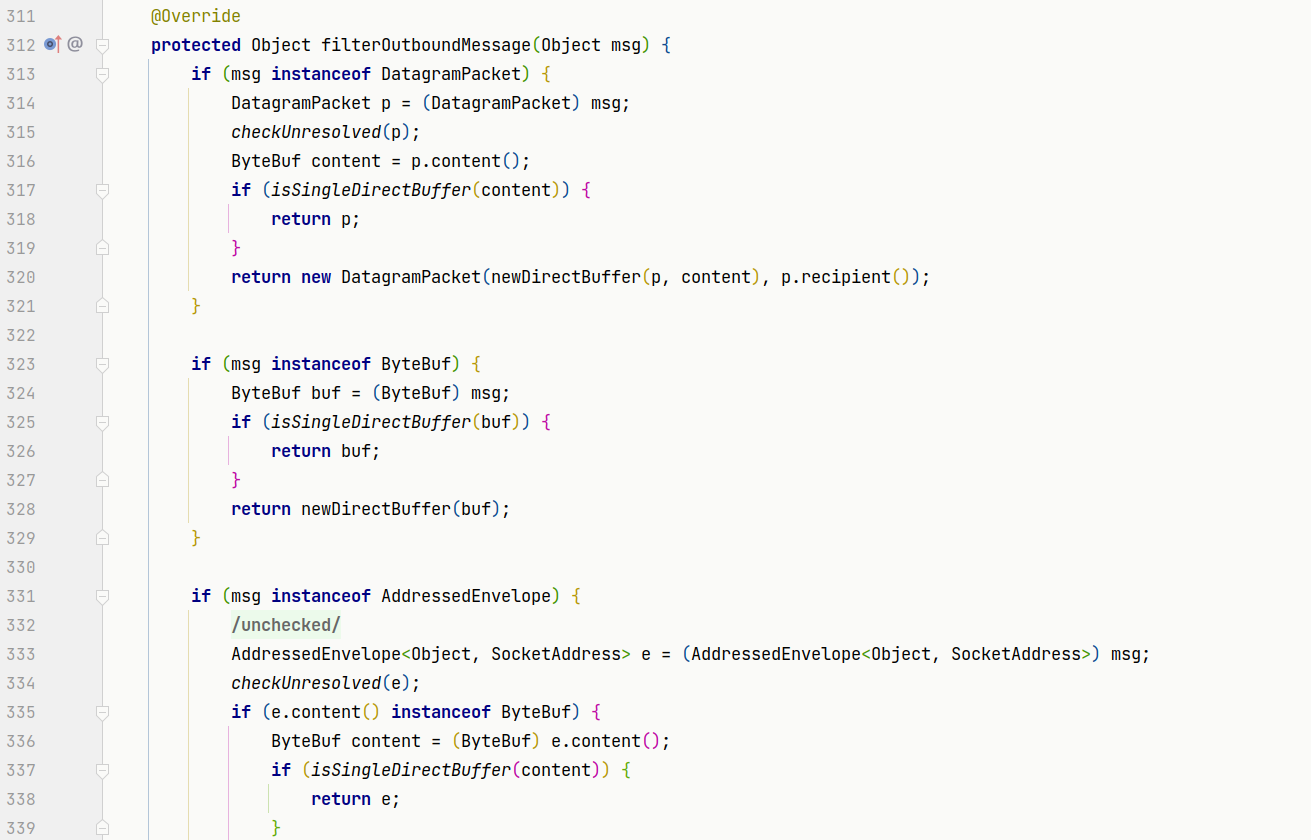 311 @Override
312 @ protected Object filterOutboundMessage(Object msg) {
313 if (msg instanceof DatagramPacket) {
314 DatagramPacket p = (DatagramPacket) msg;
315 checkUnresolved(p);
316 ByteBuf content = p.content();
317 if (isSingleDirectBuffer(content)) {
318 return p;
319 }
320 return new DatagramPacket(newDirectBuffer(p, content), p.recipient());
321 }
322
323 if (msg instanceof ByteBuf) {
324 ByteBuf buf = (ByteBuf) msg;
325 if (isSingleDirectBuffer(buf)) {
326 return buf;
327 }
328 return newDirectBuffer(buf);
329 }
330
331 if (msg instanceof AddressedEnvelope) {
332 /unchecked/
333 AddressedEnvelope<Object, SocketAddress> e = (AddressedEnvelope<Object, SocketAddress>) msg;
334 checkUnresolved(e);
335 if (e.content() instanceof ByteBuf) {
336 ByteBuf content = (ByteBuf) e.content();
337 if (isSingleDirectBuffer(content)) {
338 return e;
339 }